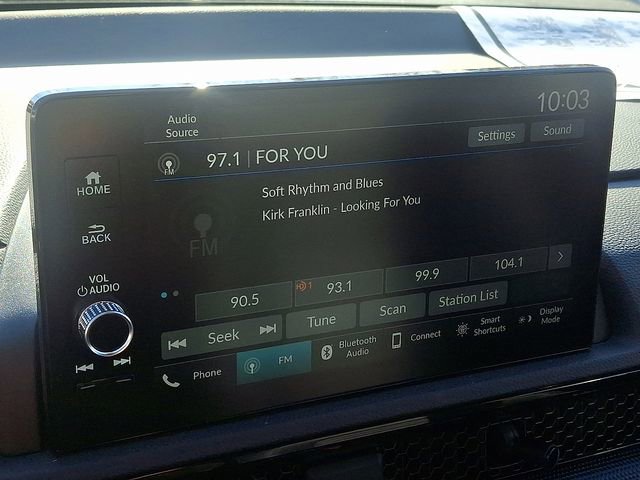 Audio
Source
10:03
Settings
Sound
FM
97.1 | FOR YOU
HOME
Soft Rhythm and Blues
Kirk Franklin - Looking For You
BACK
FM
VOL
AUDIO
90.5
HD 1
93.1
99.9
104.1
Seek
Tune
Scan
Station List
Phone
FM
Bluetooth
Audio
Connect
Smart
Shortcuts
Display
Mode